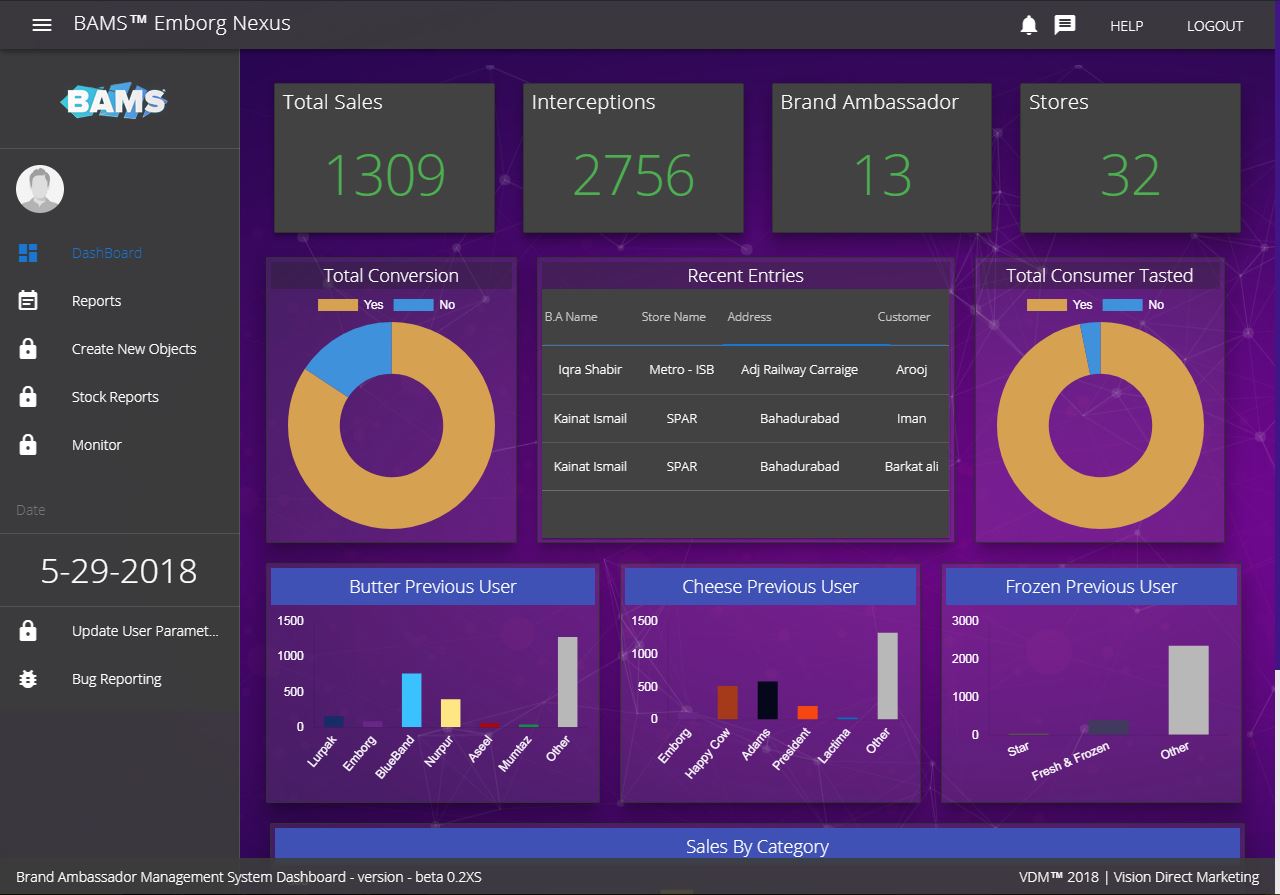 BAMS™ Emborg Nexus
HELP
LOGOUT
BAMS
DashBoard
Reports
Create New Objects
Stock Reports
Monitor
Date
5-29-2018
Update User Paramet...
Bug Reporting
Total Sales
1309
Interceptions
2756
Brand Ambassador
13
Stores
32
Total Conversion
Yes No
Recent Entries
B.A Name Store Name Address Customer
Iqra Shabir Metro - ISB Adj Railway Carraige Arooj
Kainat Ismail SPAR Bahadurabad Iman
Kainat Ismail SPAR Bahadurabad Barkat ali
Total Consumer Tasted
Yes No
Butter Previous User
1500
1000
500
0
Lurpak Emborg BlueBand Nurpur Aseel Mumtaz Other
Cheese Previous User
1500
1000
500
0
Emborg Happy Cow Adams President Lactima Other
Frozen Previous User
3000
2000
1000
0
Star Fresh & Frozen Other
Sales By Category
Brand Ambassador Management System Dashboard - version - beta 0.2XS
VDM™ 2018 | Vision Direct Marketing